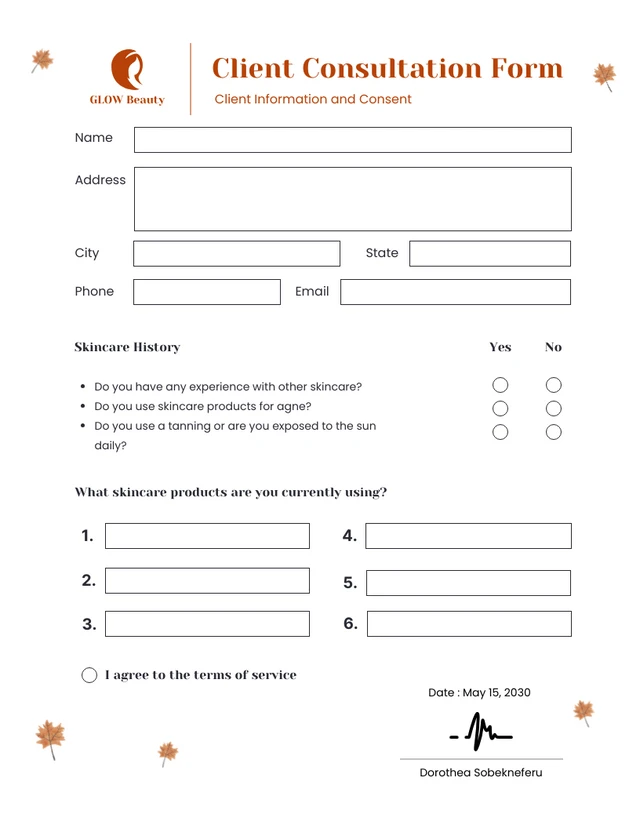 Client Consultation Form
GLOW Beauty
Client Information and Consent
Name
Address
City
State
Phone
Email
Skincare History
Yes
No
Do you have any experience with other skincare?
Do you use skincare products for agne?
Do you use a tanning or are you exposed to the sun
daily?
What skincare products are you currently using?
1.
4.
2.
5.
3.
6.
I agree to the terms of service
Date : May 15, 2030
Dorothea Sobekneferu